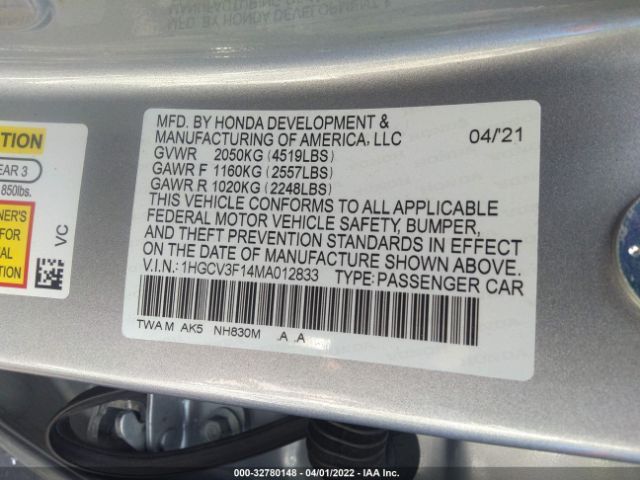 MFD. BY HONDA DEVELOPMENT &
MANUFACTURING OF AMERICA, LLC 04/'21
GVWR 2050KG (4519LBS)
GAWR F 1160KG (2557LBS)
GAWR R 1020KG (2248LBS)
THIS VEHICLE CONFORMS TO ALL APPLICABLE
FEDERAL MOTOR VEHICLE SAFETY, BUMPER,
AND THEFT PREVENTION STANDARDS IN EFFECT
ON THE DATE OF MANUFACTURE SHOWN ABOVE.
V.I.N.: 1HGCV3F14MA012833 TYPE: PASSENGER CAR
TWAM AK5 NH830M A A
TION
EAR 3
850lbs.
NER'S
FOR
AL
ON
VC
000-32780148 - 04/01/2022 - IAA Inc.